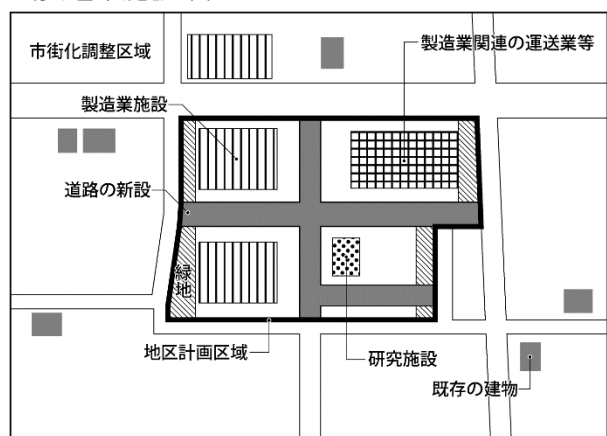 市街化調整区域
製造業関連の運送業等
製造業施設
道路の新設
緑地
地区計画区域
研究施設
既存の建物